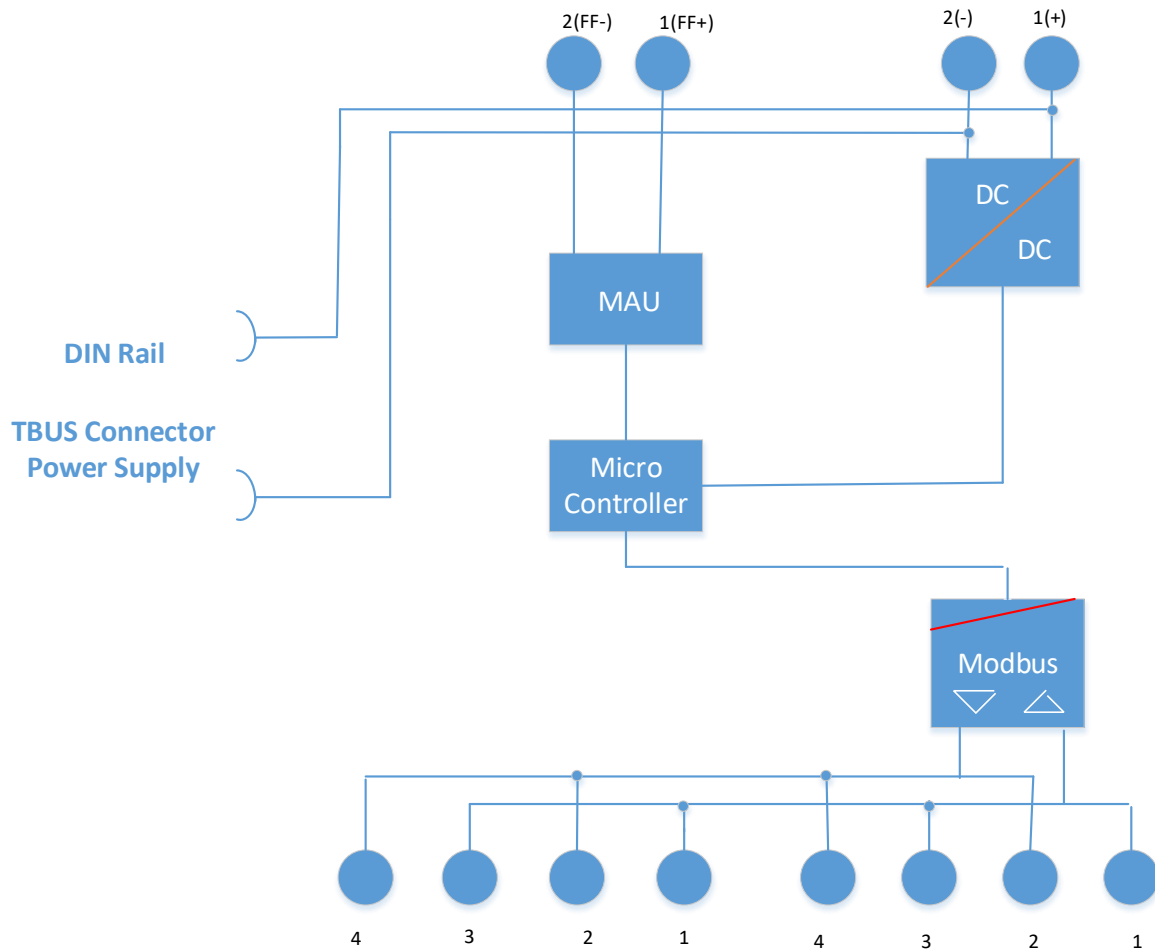 2(FF-)
1(FF+)
2(-)
1(+)
DC
DC
MAU
DIN Rail
TBUS Connector
Power Supply
Micro
Controller
Modbus
4
3
2
1
4
3
2
1